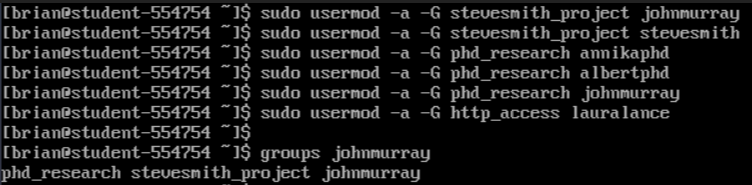 [brian@student-554754 ~]$ sudo usermod -a -G stevesmith_project johnmurray
[brian@student-554754 ~]$ sudo usermod -a -G stevesmith_project stevesmith
[brian@student-554754 ~]$ sudo usermod -a -G phd_research annikaphd
[brian@student-554754 ~]$ sudo usermod -a -G phd_research albertphd
[brian@student-554754 ~]$ sudo usermod -a -G phd_research johnmurray
[brian@student-554754 ~]$ sudo usermod -a -G http_access lauralance
[brian@student-554754 ~]$
[brian@student-554754 ~]$ groups johnmurray
phd_research stevesmith_project johnmurray